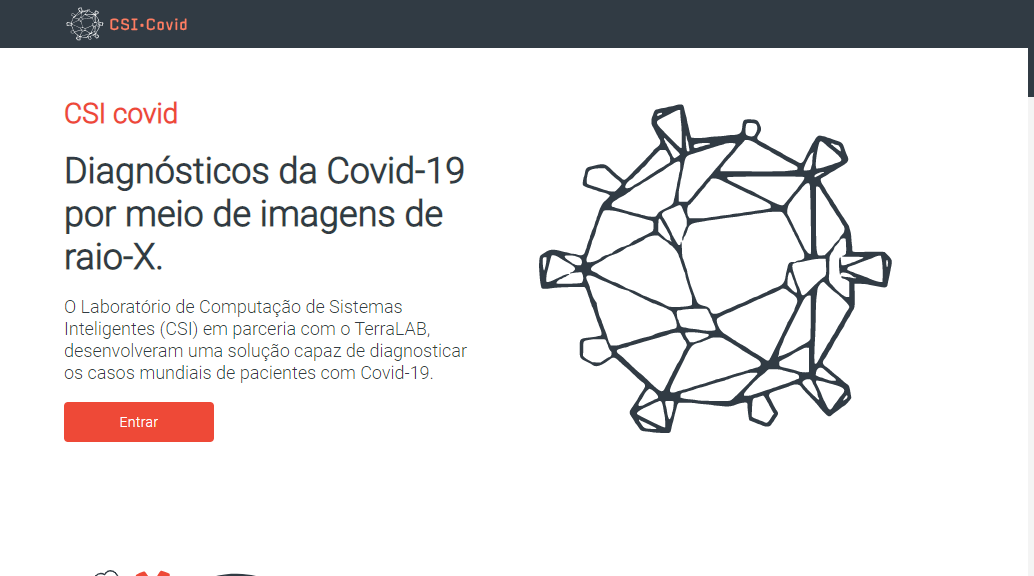 CSI•Covid
CSI covid
Diagnósticos da Covid-19
por meio de imagens de
raio-X.
O Laboratório de Computação de Sistemas
Inteligentes (CSI) em parceria com o TerraLAB,
desenvolveram uma solução capaz de diagnosticar
os casos mundiais de pacientes com Covid-19.
Entrar